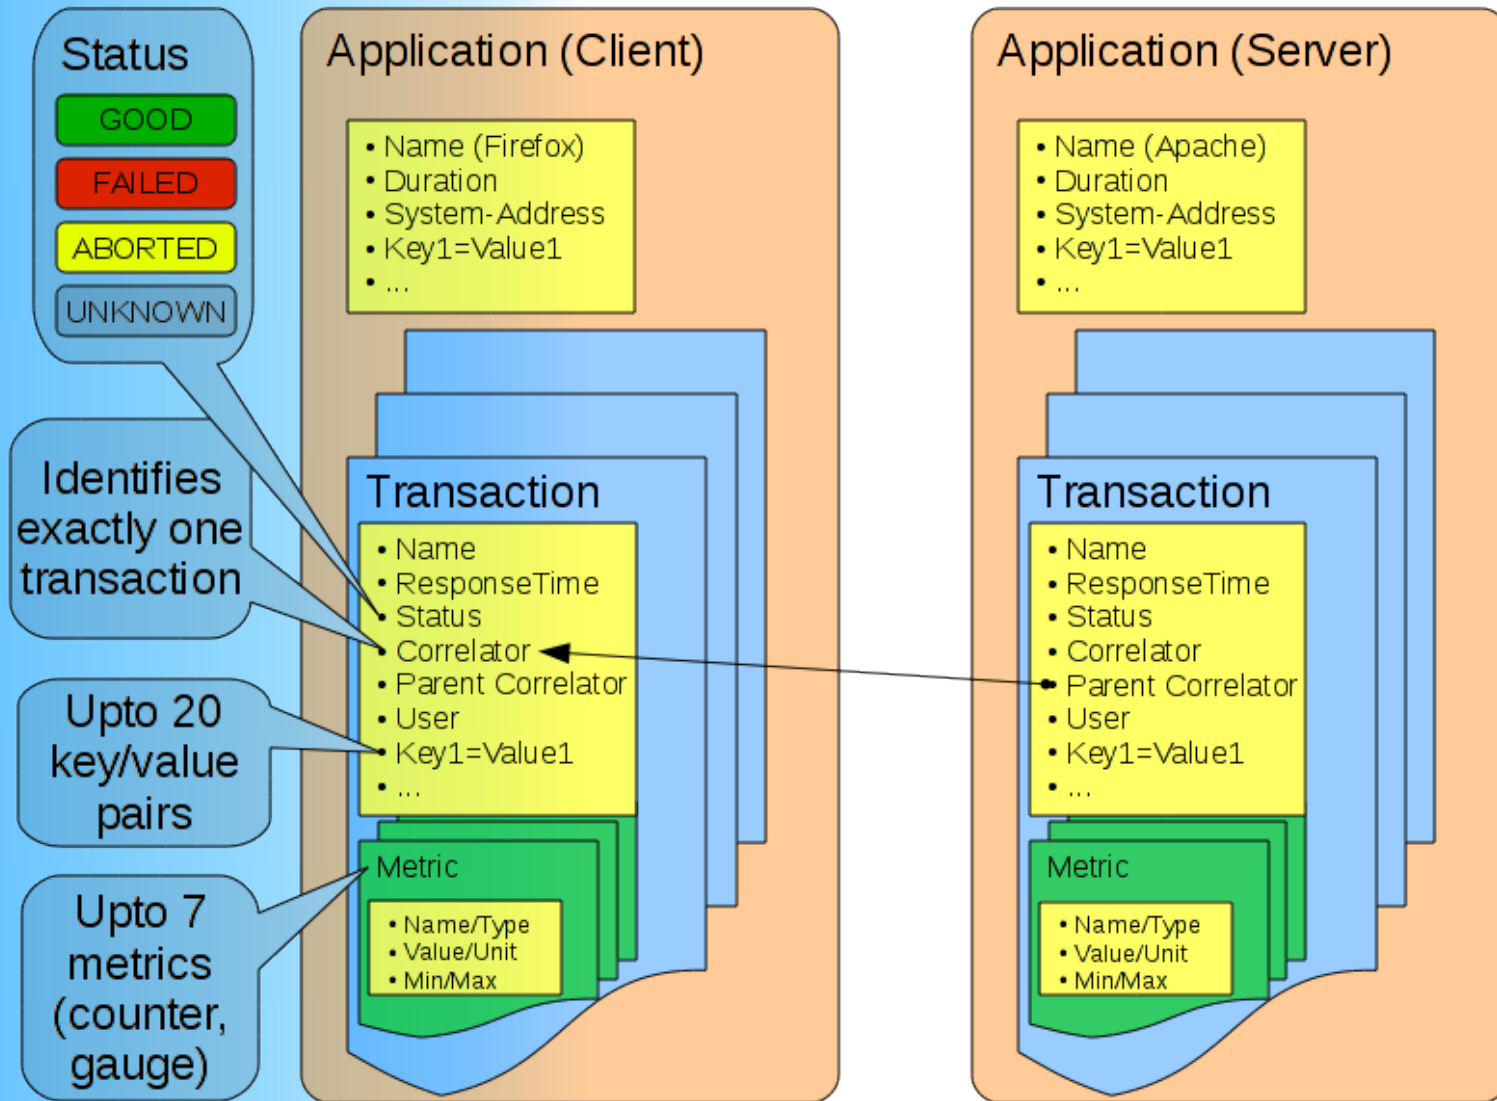 Status
GOOD
FAILED
ABORTED
UNKNOWN
Identifies
exactly one
transaction
Upto 20
key/value
pairs
Upto 7
metrics
(counter,
gauge)
Application (Client)
• Name (Firefox)
• Duration
• System-Address
• Key1=Value1
• ...
Transaction
• Name
• ResponseTime
• Status
• Correlator
• Parent Correlator
• User
• Key1=Value1
• ...
Metric
• Name/Type
• Value/Unit
• Min/Max
Application (Server)
• Name (Apache)
• Duration
• System-Address
• Key1=Value1
• ...
Transaction
• Name
• ResponseTime
• Status
• Correlator
• Parent Correlator
• User
• Key1=Value1
• ...
Metric
• Name/Type
• Value/Unit
• Min/Max